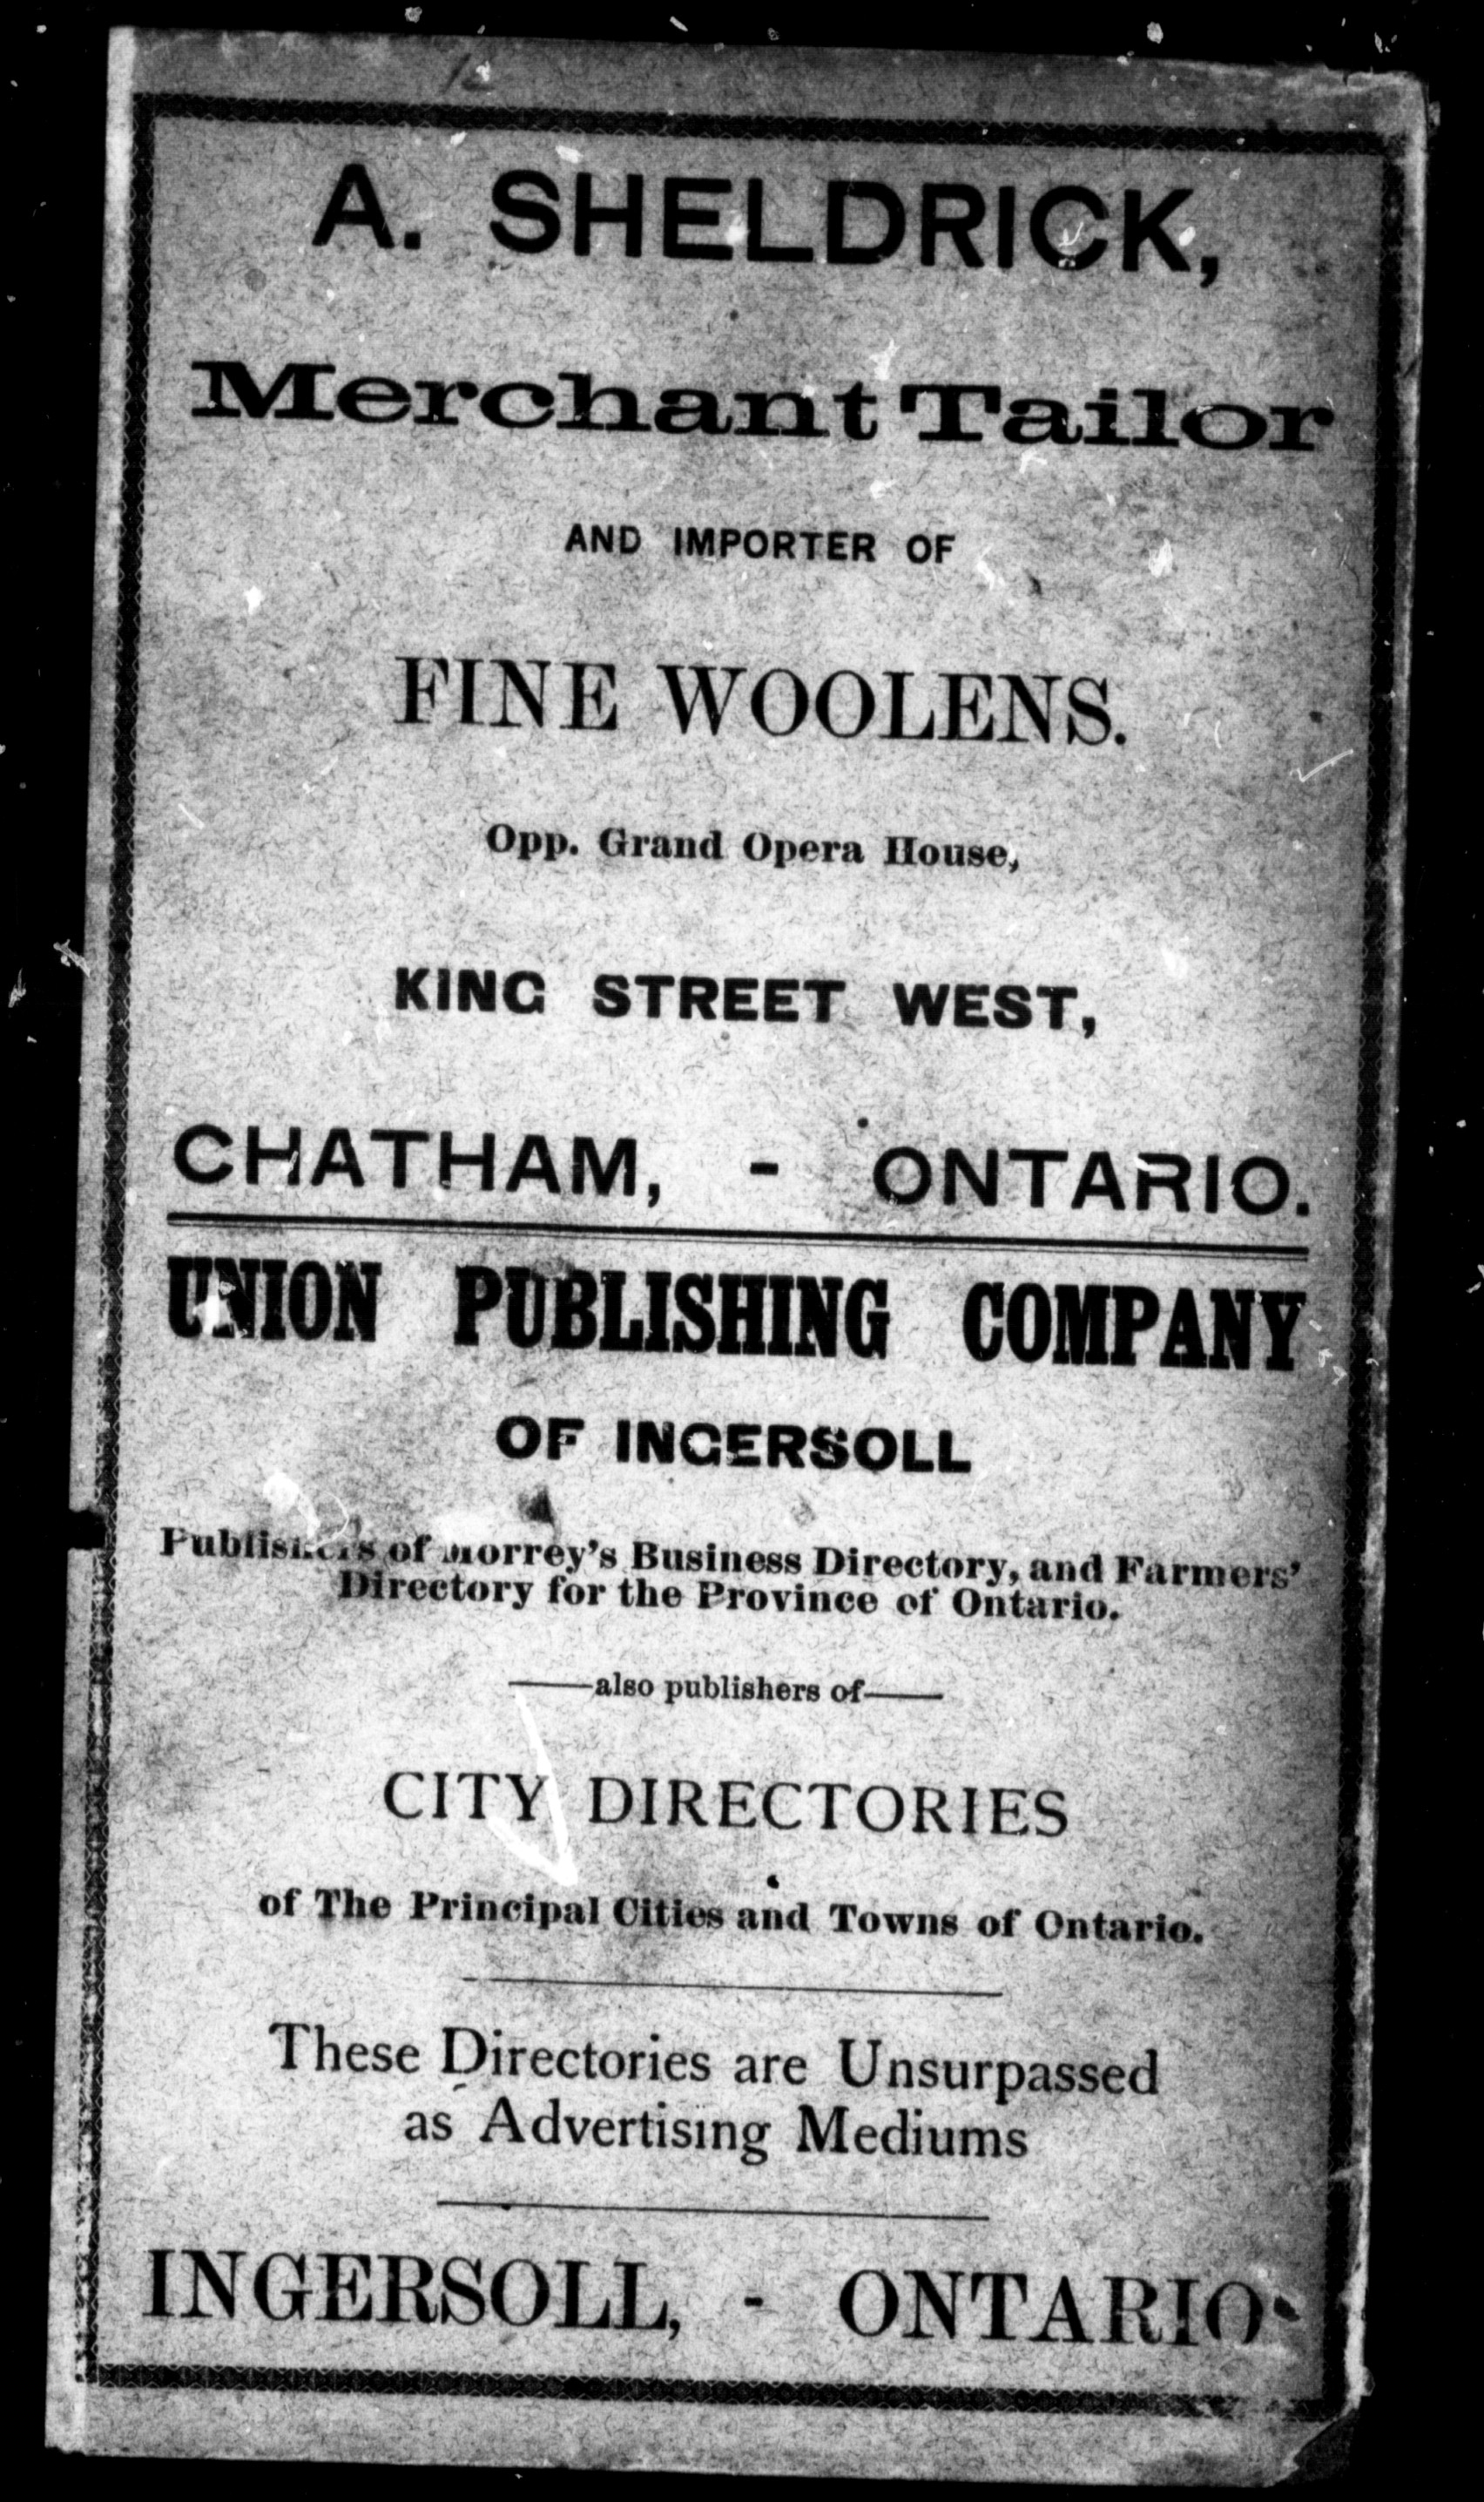 A. SHELDRICK,
Merchant Tailor
AND IMPORTER OF
FINE WOOLENS.
Opp. Grand Opera House,
KING STREET WEST,
CHATHAM, - ONTARIO.
UNION PUBLISHING COMPANY
OF INGERSOLL
Publishers of Morrey's Business Directory, and Farmers'
Directory for the Province of Ontario.
—also publishers of—
CITY DIRECTORIES
of The Principal Cities and Towns of Ontario.
These Directories are Unsurpassed
as Advertising Mediums
INGERSOLL, - ONTARIO